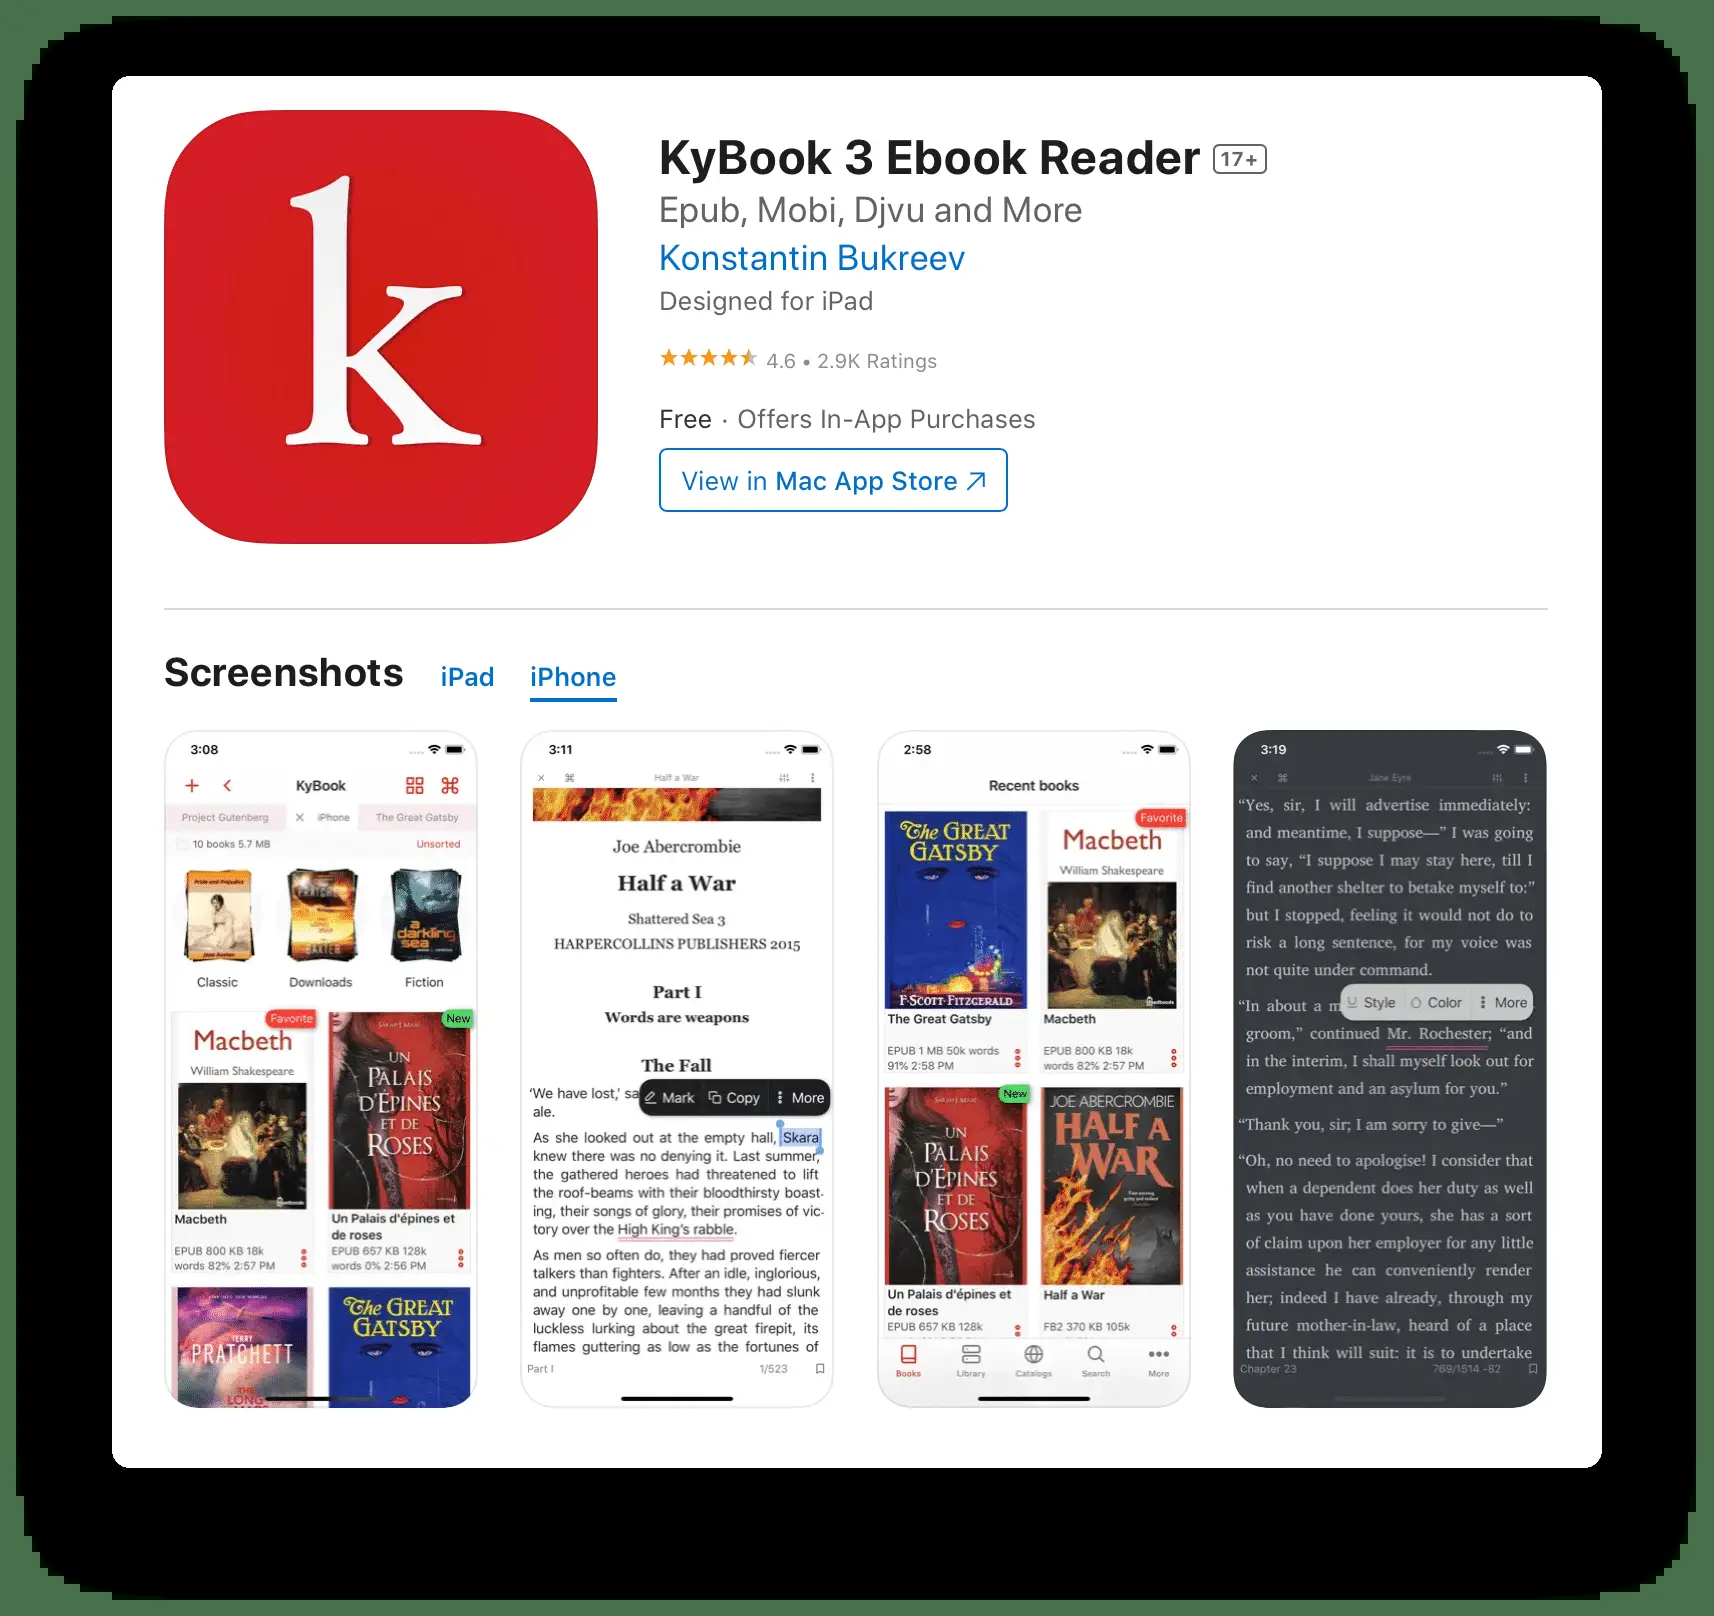 k
KyBook 3 Ebook Reader 17+
Epub, Mobi, Djvu and More
Konstantin Bukreev
Designed for iPad
4.6 • 2.9K Ratings
Free · Offers In-App Purchases
View in Mac App Store
Screenshots iPad iPhone
3:08
KyBook
Project Gutenberg iPhone The Great Gatsby
10 books 5.7 MB Unsorted
Pride and Prejudice
Jane Austen
a darkling sea
Classic Downloads Fiction
Favorite
Macbeth
William Shakespeare
New
UN
PALAIS
D'ÉPINES
ET DE
ROSES
Macbeth
EPUB 800 KB 18k
words 82% 2:57 PM
Un Palais d'épines et
de roses
EPUB 657 KB 128k
words 0% 2:56 PM
TERRY
PRATCHETT
THE
LONG
The GREAT
GATSBY
3:11
Half a War
Joe Abercrombie
Half a War
Shattered Sea 3
HARPERCOLLINS PUBLISHERS 2015
Part I
Words are weapons
The Fall
'We have lost,' sa
Mark Copy More
ale.
As she looked out at the empty hall, Skara
knew there was no denying it. Last summer,
the gathered heroes had threatened to lift
the roof-beams with their bloodthirsty boast-
ing, their songs of glory, their promises of vic-
tory over the High King's rabble.
As men so often do, they had proved fiercer
talkers than fighters. After an idle, inglorious,
and unprofitable few months they had slunk
away one by one, leaving a handful of the
luckless lurking about the great firepit, its
flames guttering as low as the fortunes of
Part I 1/523
2:58
Recent books
The GREAT
GATSBY
F·SCOTT·FITZGERALD
The Great Gatsby
EPUB 1 MB 50k words
91% 2:58 PM
Favorite
Macbeth
William Shakespeare
Macbeth
EPUB 800 KB 18k
words 82% 2:57 PM
New
UN
PALAIS
D'ÉPINES
ET DE
ROSES
Un Palais d'épines et
de roses
EPUB 657 KB 128k
JOE ABERCROMBIE
HALF A
WAR
Half a War
FB2 370 KB 105k
Books Library Catalogs Search More
3:19
Jane Eyre
“Yes, sir, I will advertise immediately:
and meantime, I suppose—” I was going
to say, “I suppose I may stay here, till I
find another shelter to betake myself to:”
but I stopped, feeling it would not do to
risk a long sentence, for my voice was
not quite under command.
“In about a m
Style Color More
groom,” continued Mr. Rochester; “and
in the interim, I shall myself look out for
employment and an asylum for you.”
“Thank you, sir; I am sorry to give—”
“Oh, no need to apologise! I consider that
when a dependent does her duty as well
as you have done yours, she has a sort
of claim upon her employer for any little
assistance he can conveniently render
her; indeed I have already, through my
future mother-in-law, heard of a place
that I think will suit: it is to undertake
Chapter 23 769/1514 -82